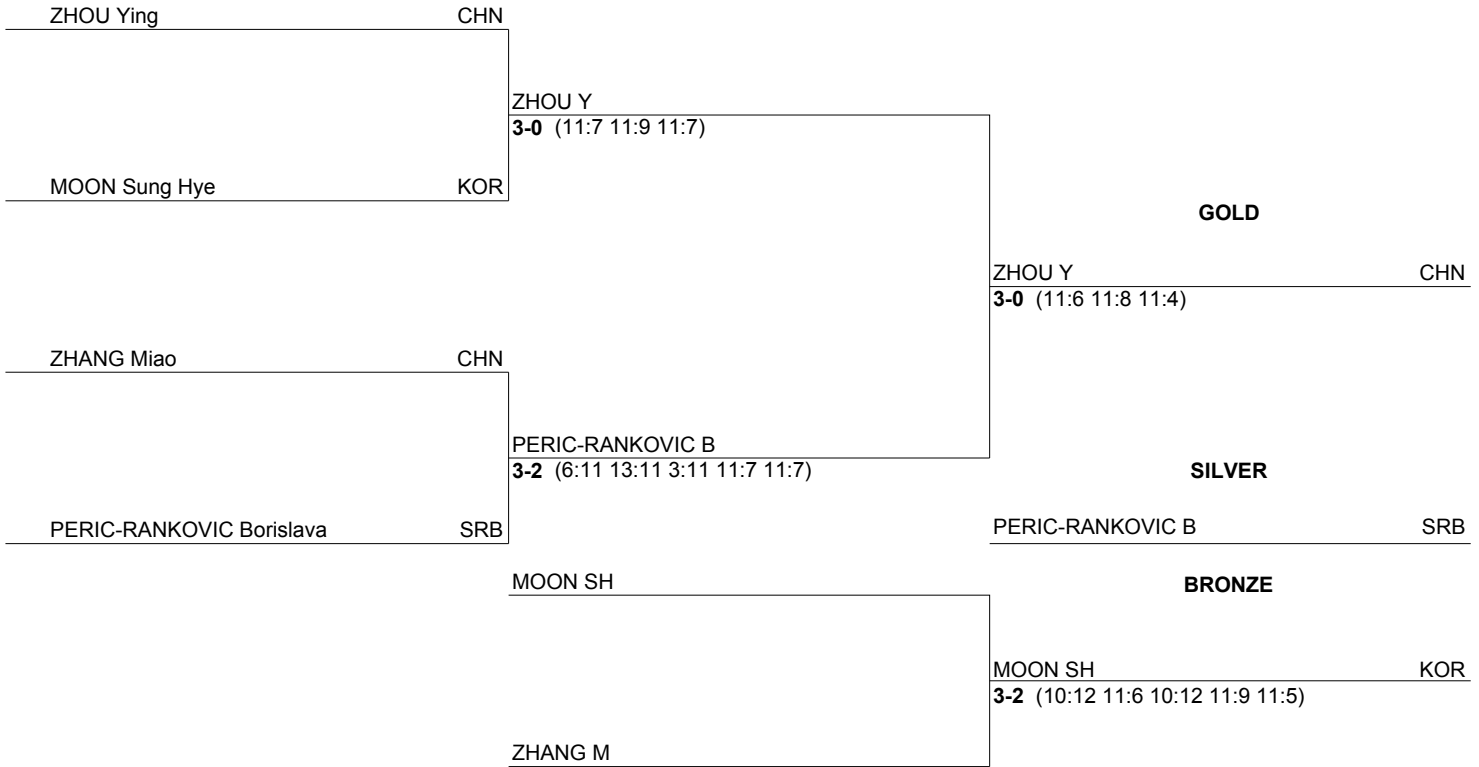 ZHOU Ying CHN
ZHOU Y
3-0 (11:7 11:9 11:7)
MOON Sung Hye KOR
GOLD
ZHOU Y CHN
3-0 (11:6 11:8 11:4)
ZHANG Miao CHN
PERIC-RANKOVIC B
3-2 (6:11 13:11 3:11 11:7 11:7)
SILVER
PERIC-RANKOVIC Borislava SRB
PERIC-RANKOVIC B SRB
MOON SH
BRONZE
MOON SH KOR
3-2 (10:12 11:6 10:12 11:9 11:5)
ZHANG M